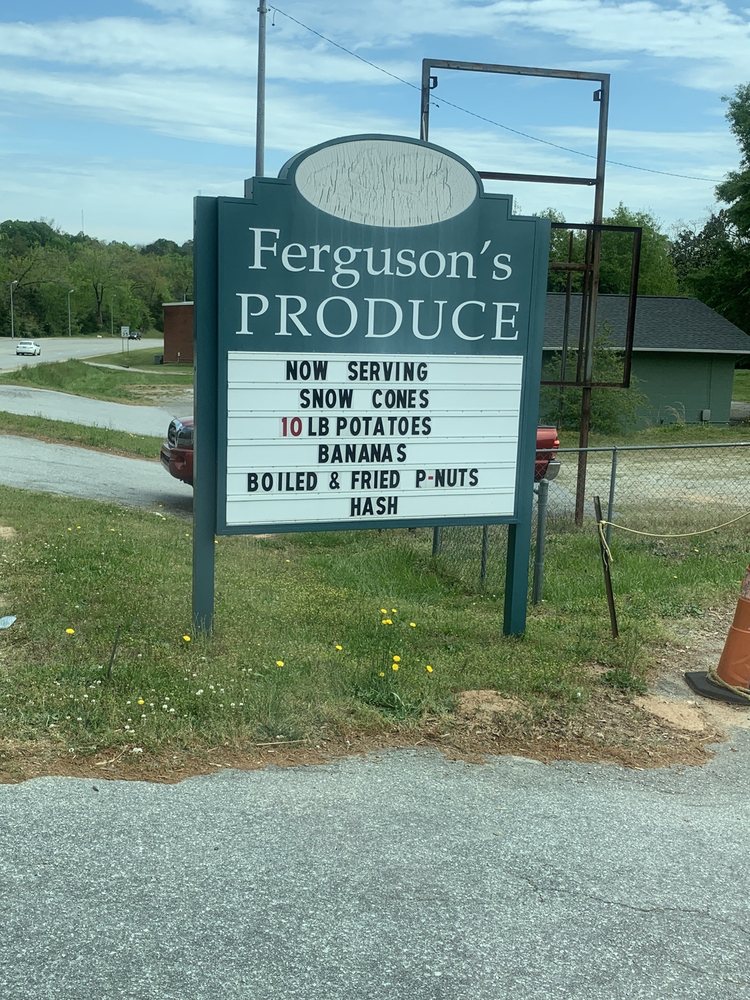 Ferguson's
PRODUCE
NOW SERVING
SNOW CONES
10 LB POTATOES
BANANAS
BOILED & FRIED P-NUTS
HASH